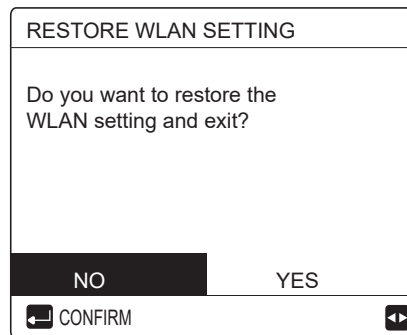 RESTORE WLAN SETTING
Do you want to restore the
WLAN setting and exit?
NO YES
CONFIRM